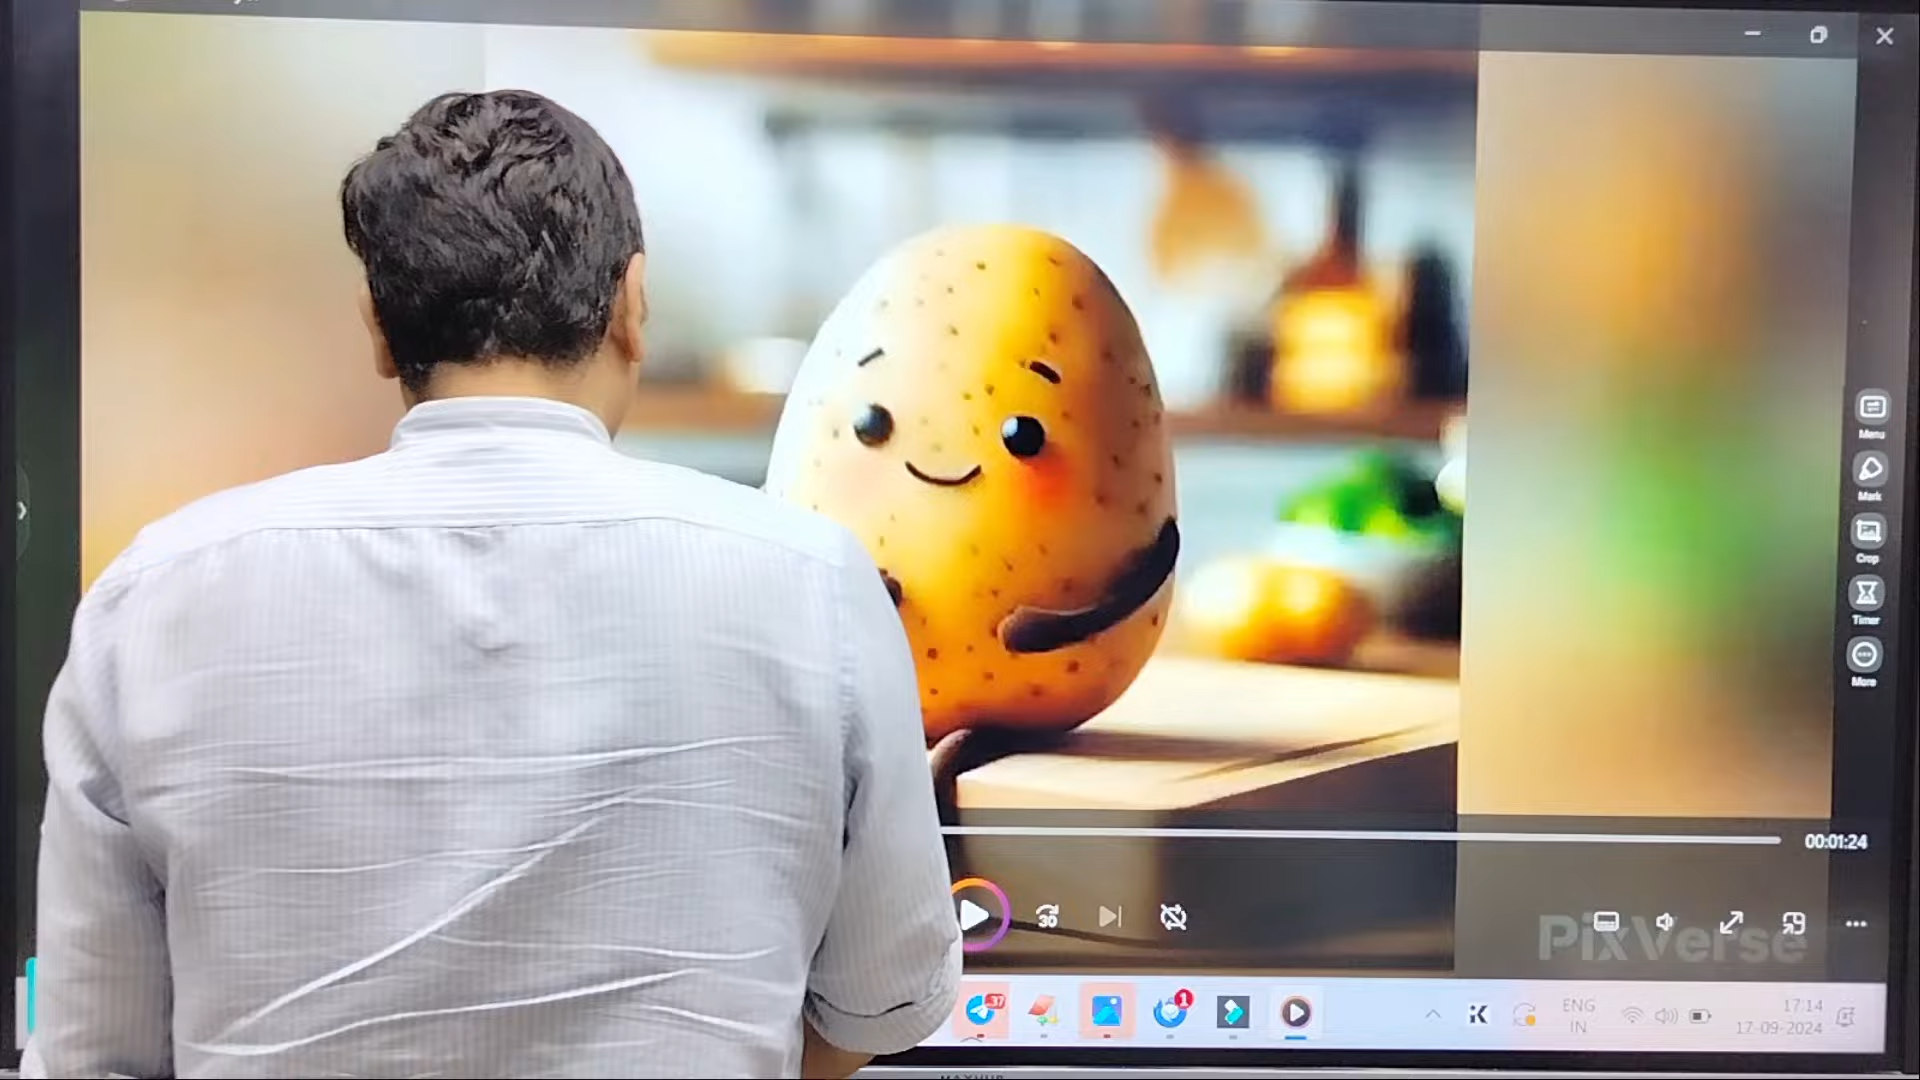 Menu
Mark
Crop
Timer
More
00:01:24
30
PixVerse
37
1
ENG
IN
17:14
17-09-2024